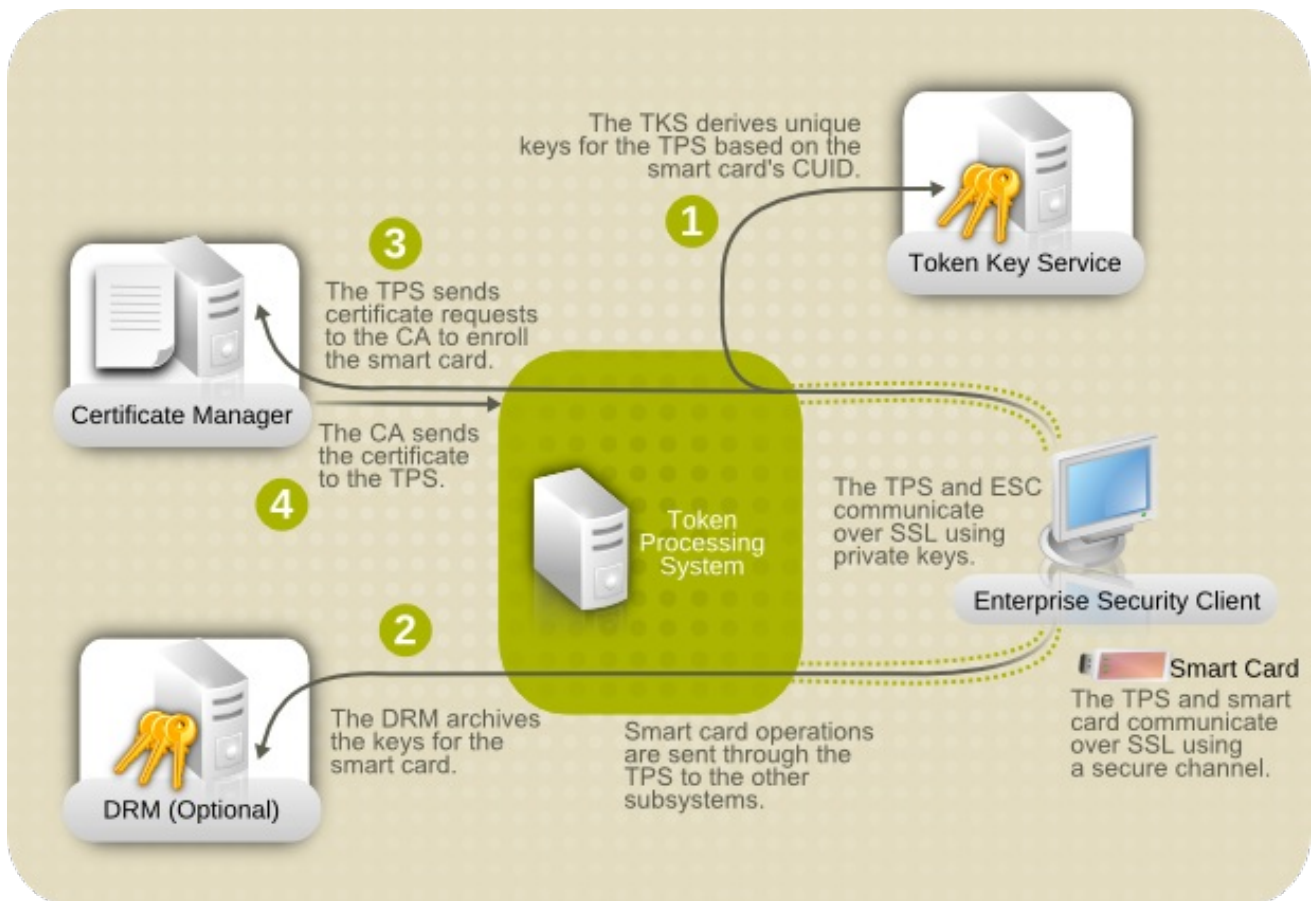 The TKS derives unique
keys for the TPS based on the
smart card's CUID.
1
Token Key Service
3
The TPS sends
certificate requests
to the CA to enroll
the smart card.
Certificate Manager
The CA sends
the certificate
to the TPS.
4
Token
Processing
System
The TPS and ESC
communicate
over SSL using
private keys.
Enterprise Security Client
2
The DRM archives
the keys for the
smart card.
DRM (Optional)
Smart card operations
are sent through the
TPS to the other
subsystems.
Smart Card
The TPS and smart
card communicate
over SSL using
a secure channel.